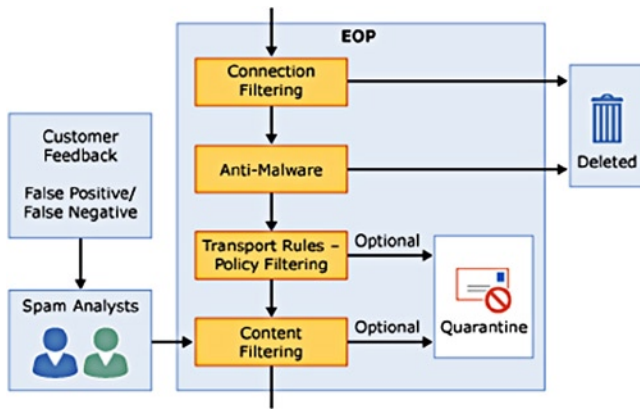 EOP
Connection
Filtering
Deleted
Customer
Feedback
False Positive/
False Negative
Anti-Malware
Transport Rules –
Policy Filtering
Optional
Spam Analysts
Content
Filtering
Optional
Quarantine